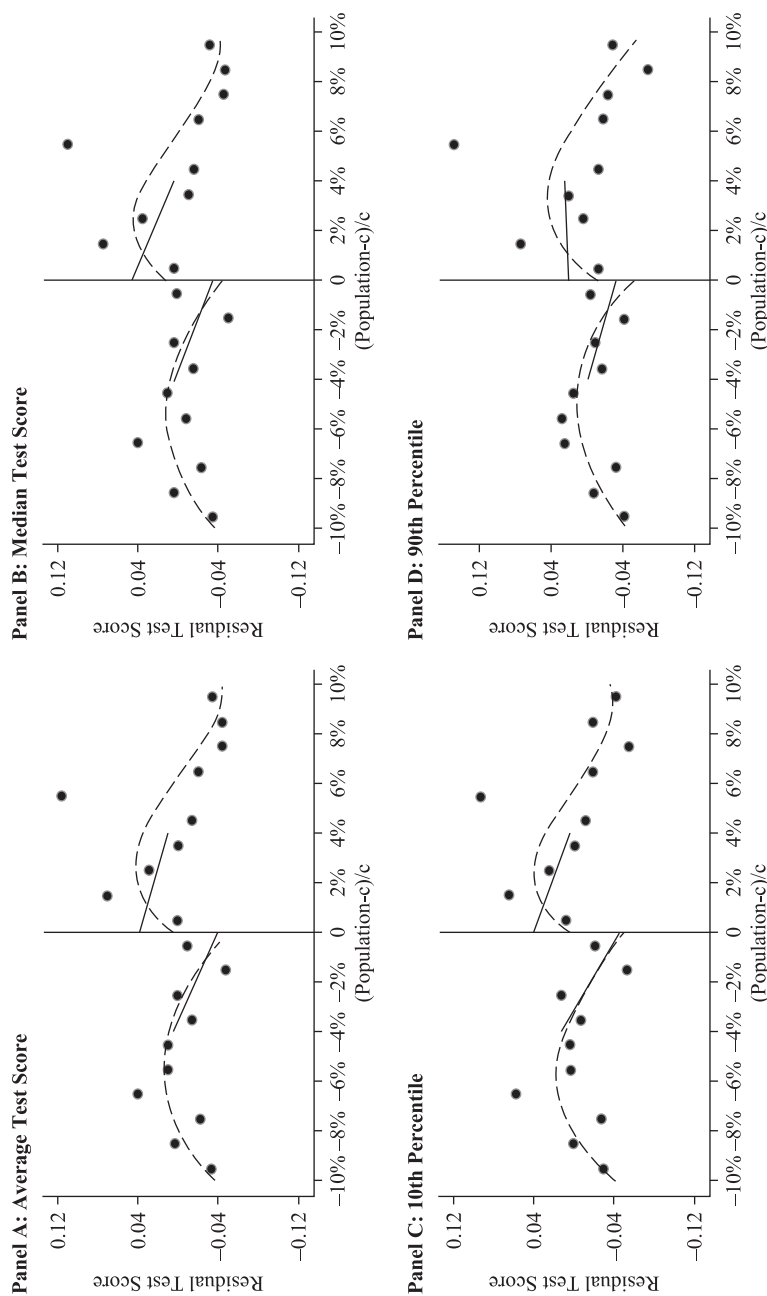 Panel A: Average Test Score
Residual Test Score
0.12
0.04
−0.04
−0.12
−10% −8% −6% −4% −2% 0 2% 4% 6% 8% 10%
(Population-c)/c
Panel B: Median Test Score
Residual Test Score
0.12
0.04
−0.04
−0.12
−10% −8% −6% −4% −2% 0 2% 4% 6% 8% 10%
(Population-c)/c
Panel C: 10th Percentile
Residual Test Score
0.12
0.04
−0.04
−0.12
−10% −8% −6% −4% −2% 0 2% 4% 6% 8% 10%
(Population-c)/c
Panel D: 90th Percentile
Residual Test Score
0.12
0.04
−0.04
−0.12
−10% −8% −6% −4% −2% 0 2% 4% 6% 8% 10%
(Population-c)/c